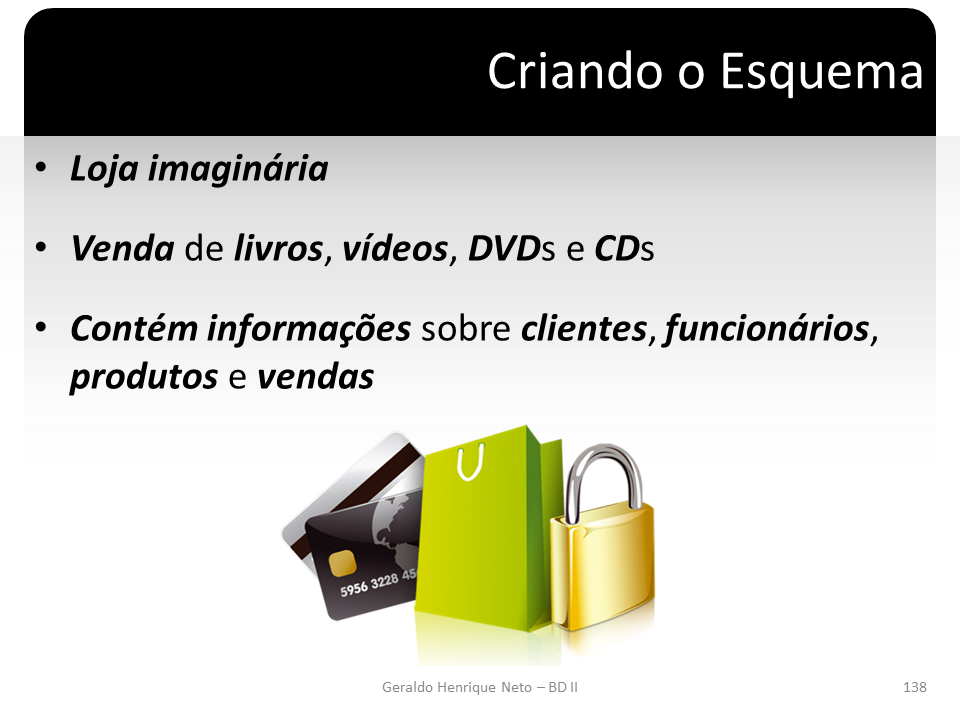 Criando o Esquema
• Loja imaginária
• Venda de livros, vídeos, DVDs e CDs
• Contém informações sobre clientes, funcionários,
produtos e vendas
5956 3228 45
Geraldo Henrique Neto – BD II
138